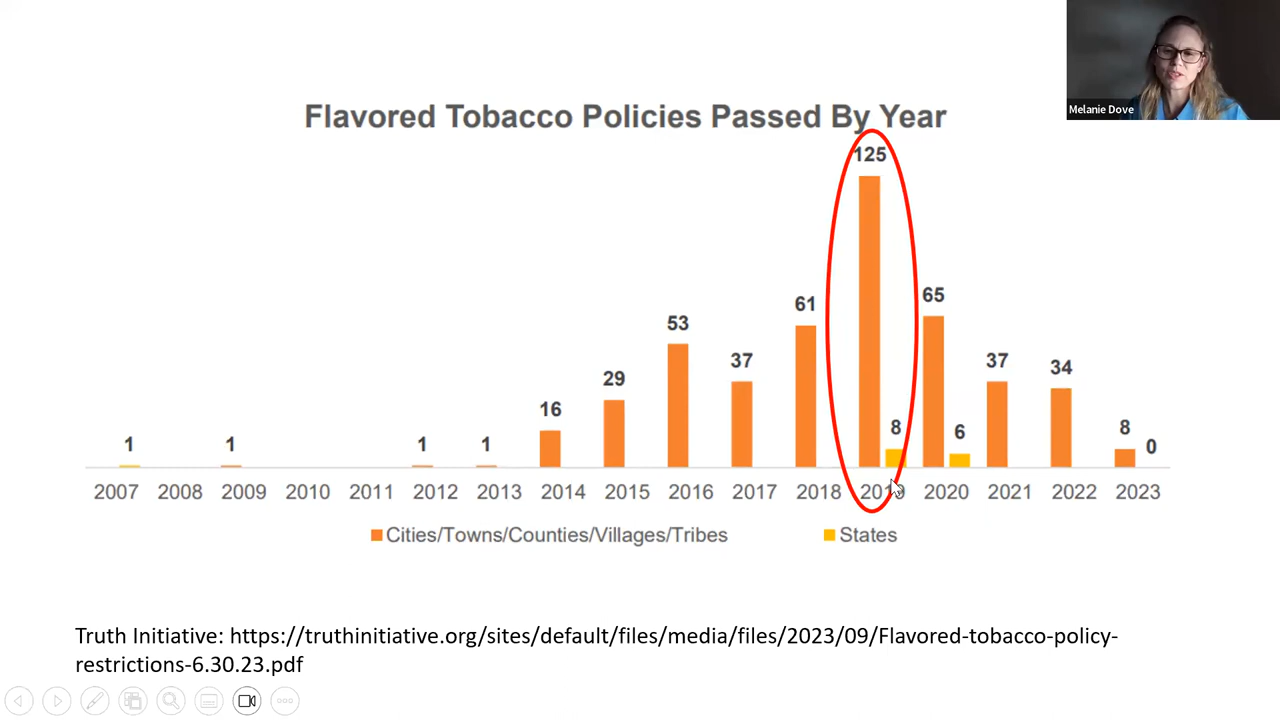 Melanie Dove
Flavored Tobacco Policies Passed By Year
125
65
61
53
37
37
34
29
16
8
6
8
0
1
1
1
1
2007 2008 2009 2010 2011 2012 2013 2014 2015 2016 2017 2018 2019 2020 2021 2022 2023
Cities/Towns/Counties/Villages/Tribes States
Truth Initiative: https://truthinitiative.org/sites/default/files/media/files/2023/09/Flavored-tobacco-policy-
restrictions-6.30.23.pdf